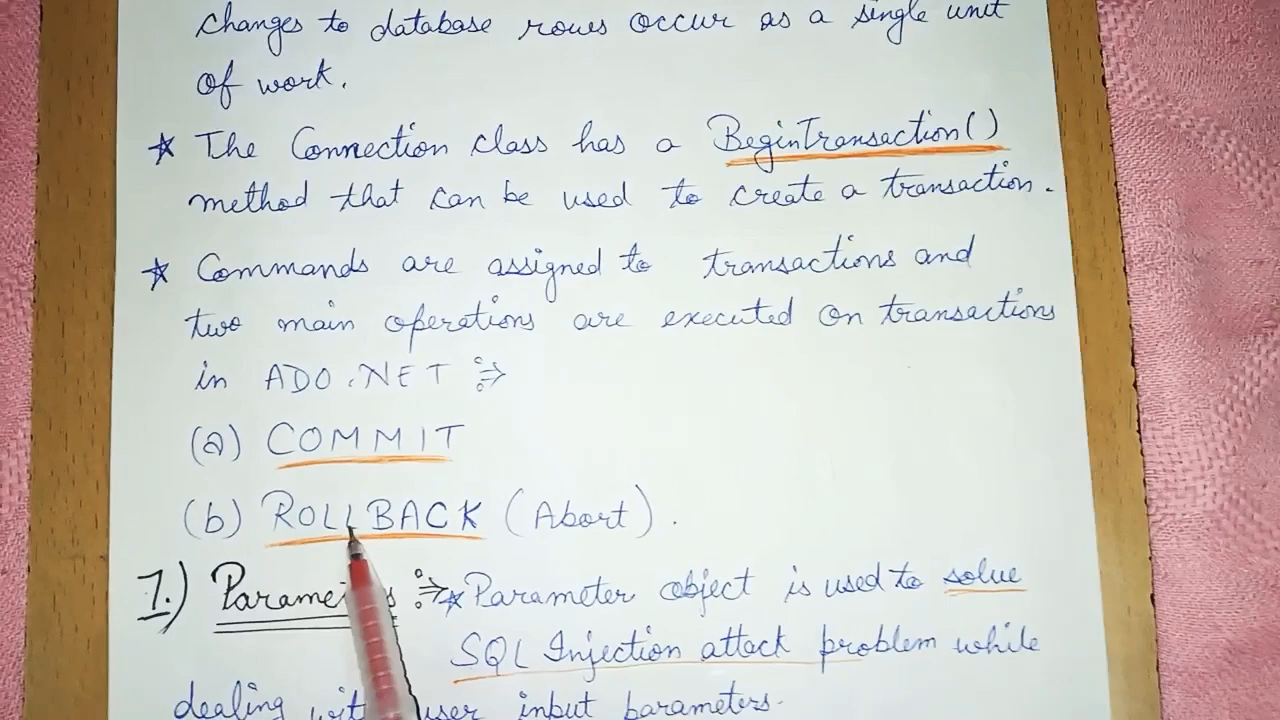 changes to database rows occur as a single unit
of work.
☆ The Connection class has a BeginTransaction()
method that can be used to create a transaction.
☆ Commands are assigned to transactions and
two main operations are executed on transactions
in ADO.NET :⇒
(a) COMMIT
(b) ROLLBACK (Abort).
7.) :⇒ ☆ Parameter object is used to solve
SQL Injection attack problem while
dealing user input parameters.